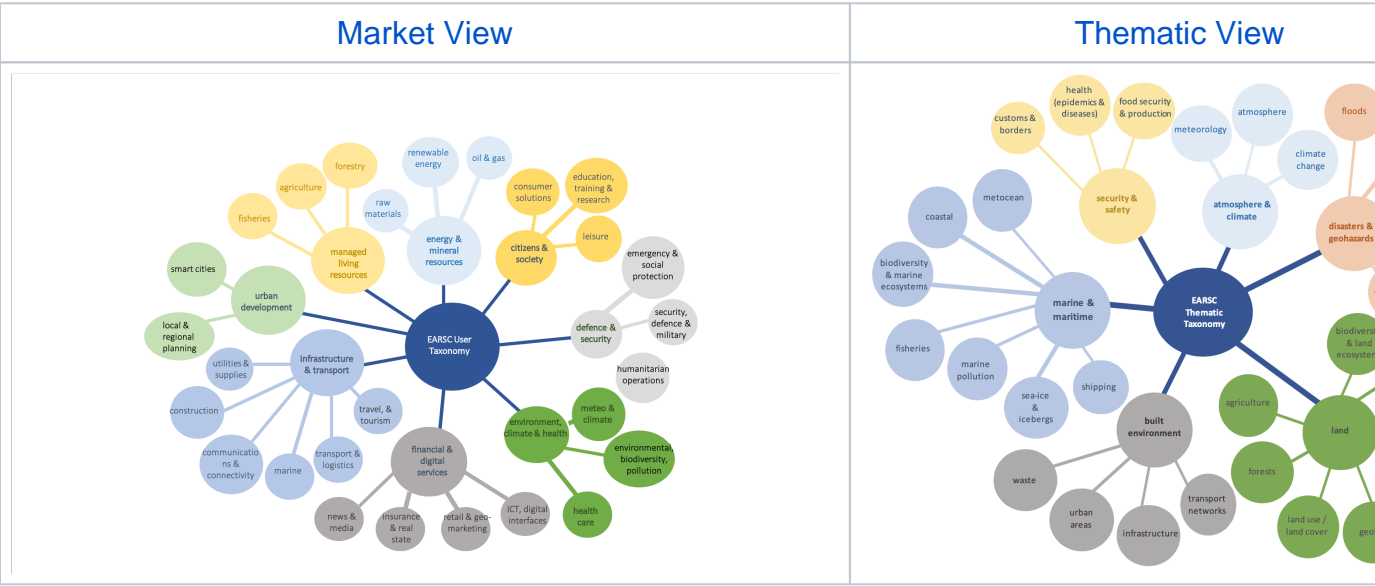 Market View
Thematic View
forestry
agriculture
fisheries
managed
living
resources
renewable
energy
oil & gas
raw
materials
energy &
mineral
resources
consumer
solutions
education,
training &
research
leisure
citizens &
society
emergency &
social
protection
security,
defence &
military
humanitarian
operations
defence &
security
smart cities
local &
regional
planning
urban
development
EARSC User
Taxonomy
infrastructure
& transport
utilities &
supplies
construction
communicatio
ns &
connectivity
marine
transport &
logistics
travel, &
tourism
financial &
digital
services
news &
media
insurance
& real
state
retail & geo-
marketing
ICT, digital
interfaces
environment,
climate & health
meteo &
climate
environmental,
biodiversity,
pollution
health
care
customs &
borders
health
(epidemics &
diseases)
food security
& production
security &
safety
meteorology
atmosphere
climate
change
atmosphere &
climate
floods
disasters &
geohazards
metocean
coastal
biodiversity
& marine
ecosystems
fisheries
marine
pollution
sea-ice
&
icebergs
shipping
marine &
maritime
EARSC
Thematic
Taxonomy
built
environment
waste
urban
areas
infrastructure
transport
networks
land
agriculture
forests
land use /
land cover
& land